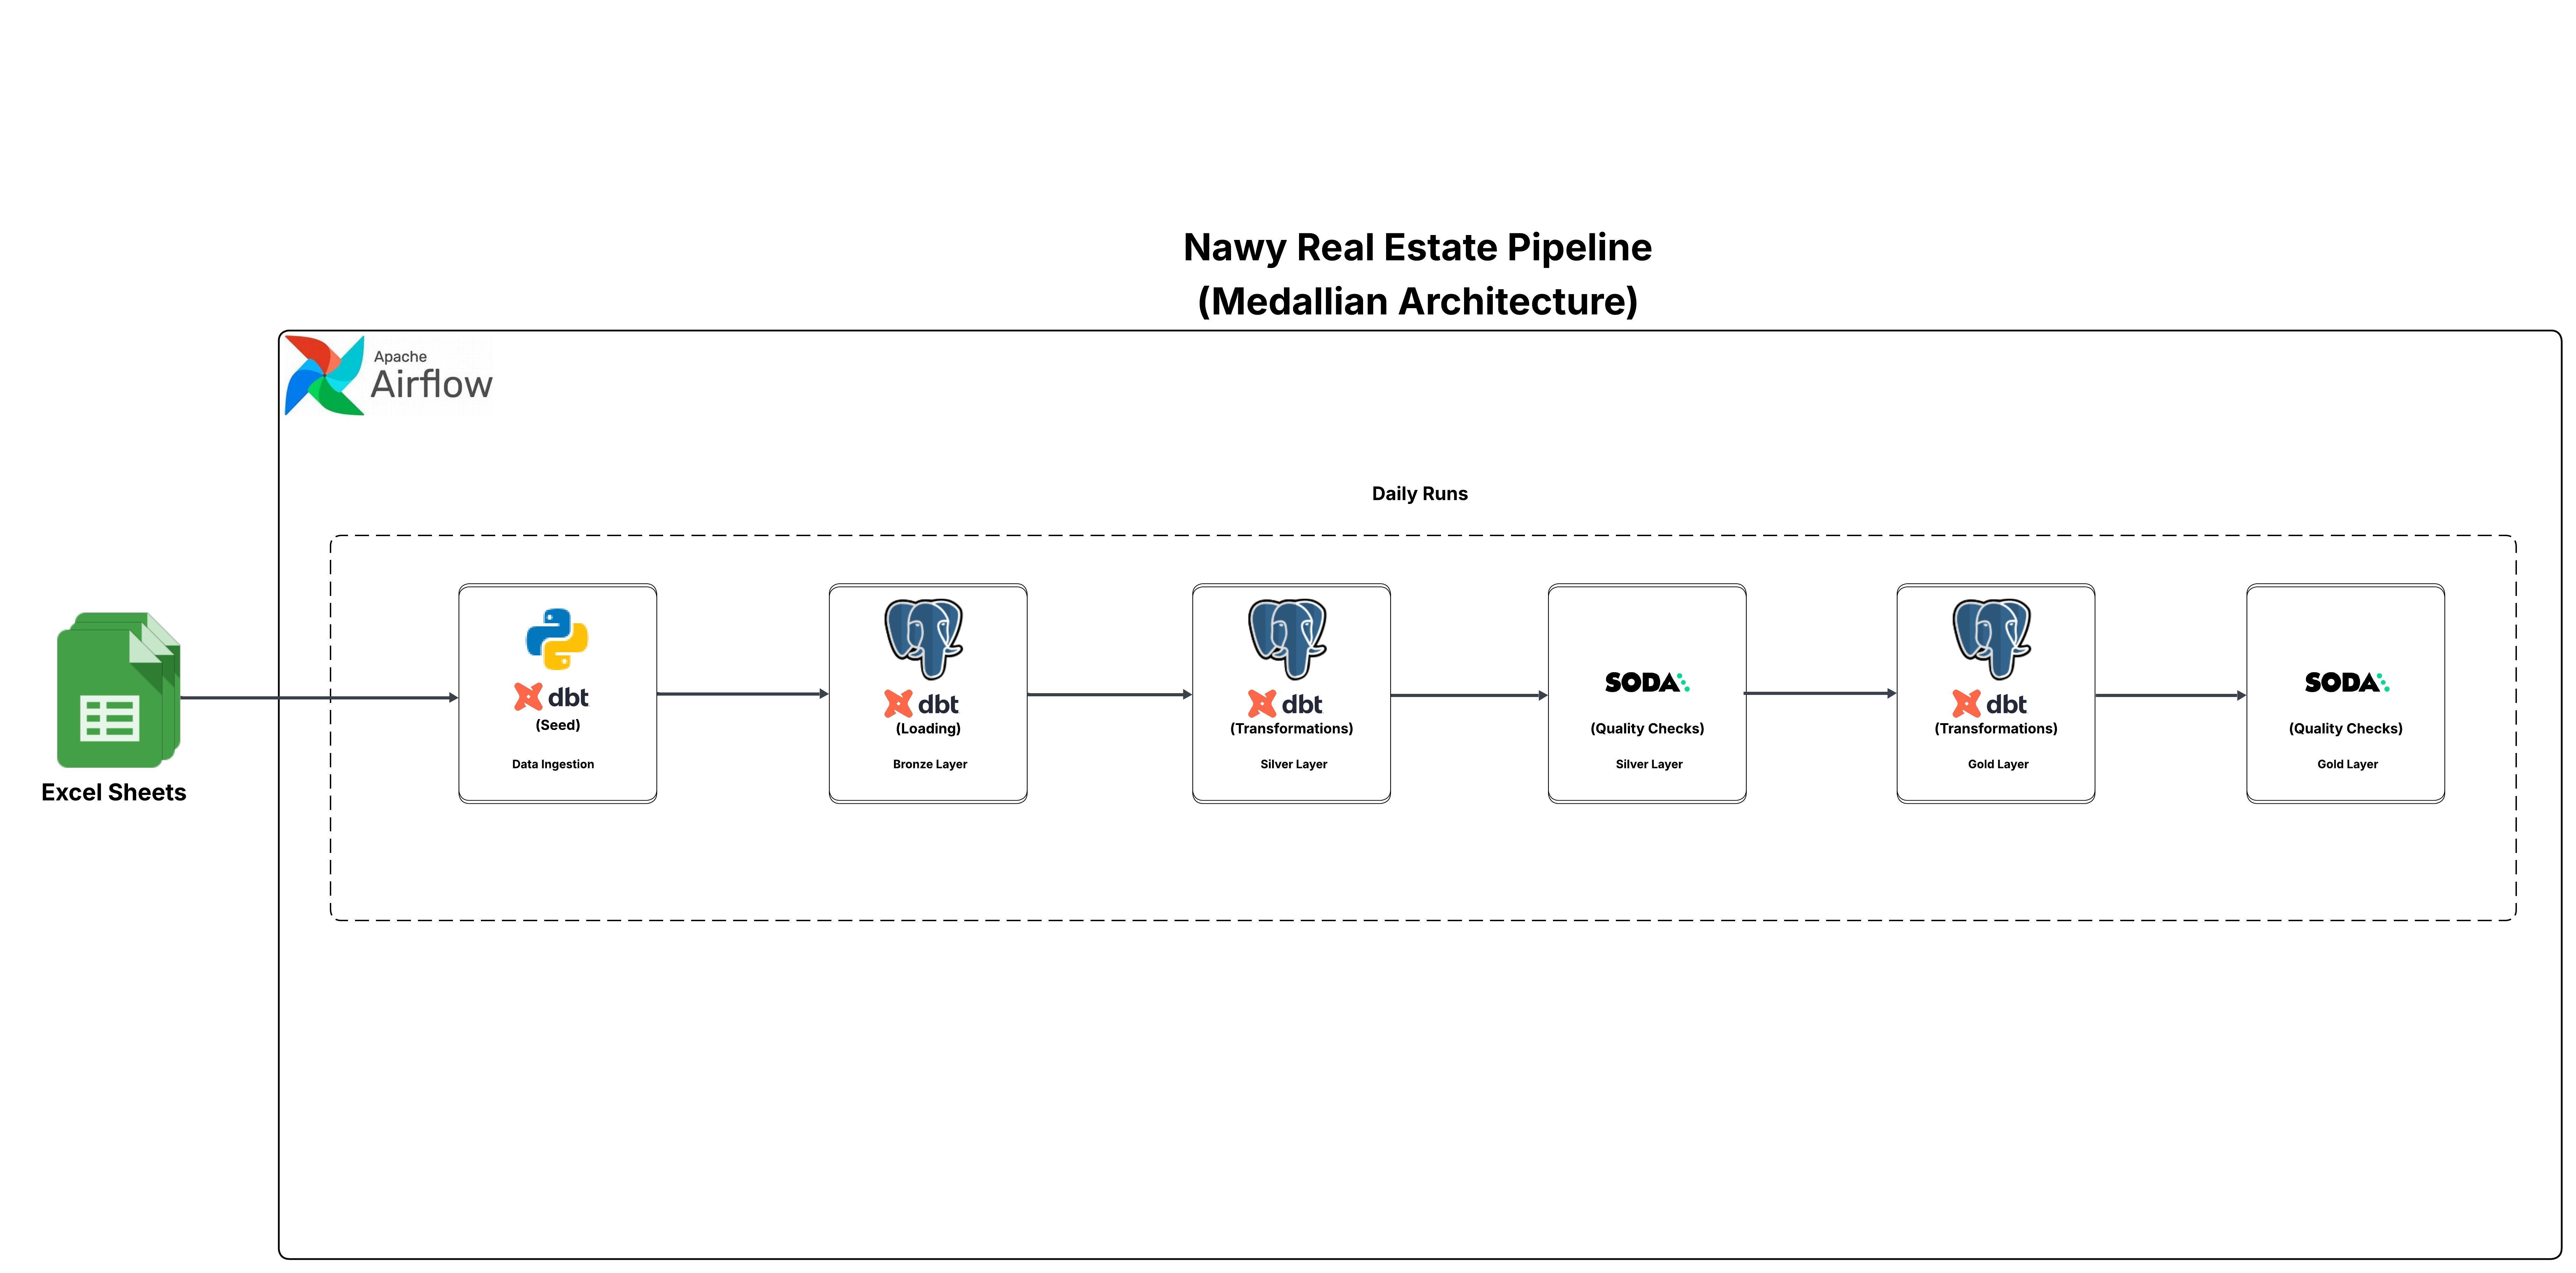 Nawy Real Estate Pipeline
(Medallian Architecture)
Apache
Airflow
Daily Runs
Excel Sheets
dbt
(Seed)
Data Ingestion
dbt
(Loading)
Bronze Layer
dbt
(Transformations)
Silver Layer
SODA
(Quality Checks)
Silver Layer
dbt
(Transformations)
Gold Layer
SODA
(Quality Checks)
Gold Layer